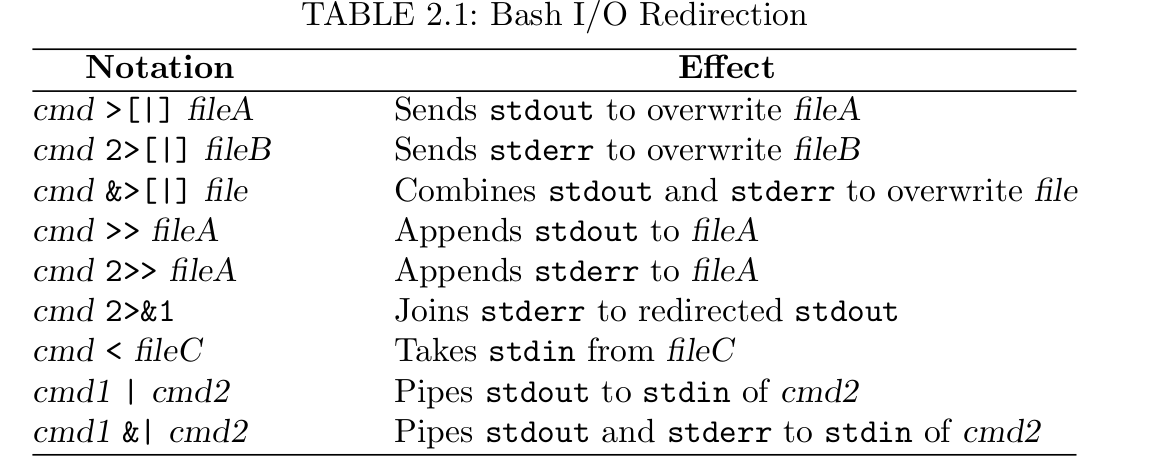 TABLE 2.1: Bash I/O Redirection
Notation Effect
cmd >[|] fileA Sends stdout to overwrite fileA
cmd 2>[|] fileB Sends stderr to overwrite fileB
cmd &>[|] file Combines stdout and stderr to overwrite file
cmd >> fileA Appends stdout to fileA
cmd 2>> fileA Appends stderr to fileA
cmd 2>&1 Joins stderr to redirected stdout
cmd < fileC Takes stdin from fileC
cmd1 | cmd2 Pipes stdout to stdin of cmd2
cmd1 &| cmd2 Pipes stdout and stderr to stdin of cmd2